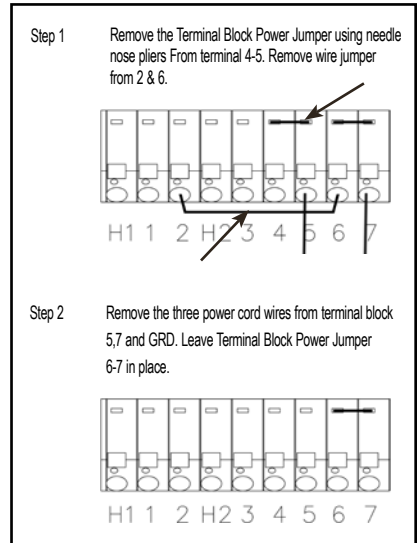 Step 1
Remove the Terminal Block Power Jumper using needle
nose pliers From terminal 4-5. Remove wire jumper
from 2 & 6.
H1 1 2 H2 3 4 5 6 7
Step 2
Remove the three power cord wires from terminal block
5,7 and GRD. Leave Terminal Block Power Jumper
6-7 in place.
H1 1 2 H2 3 4 5 6 7